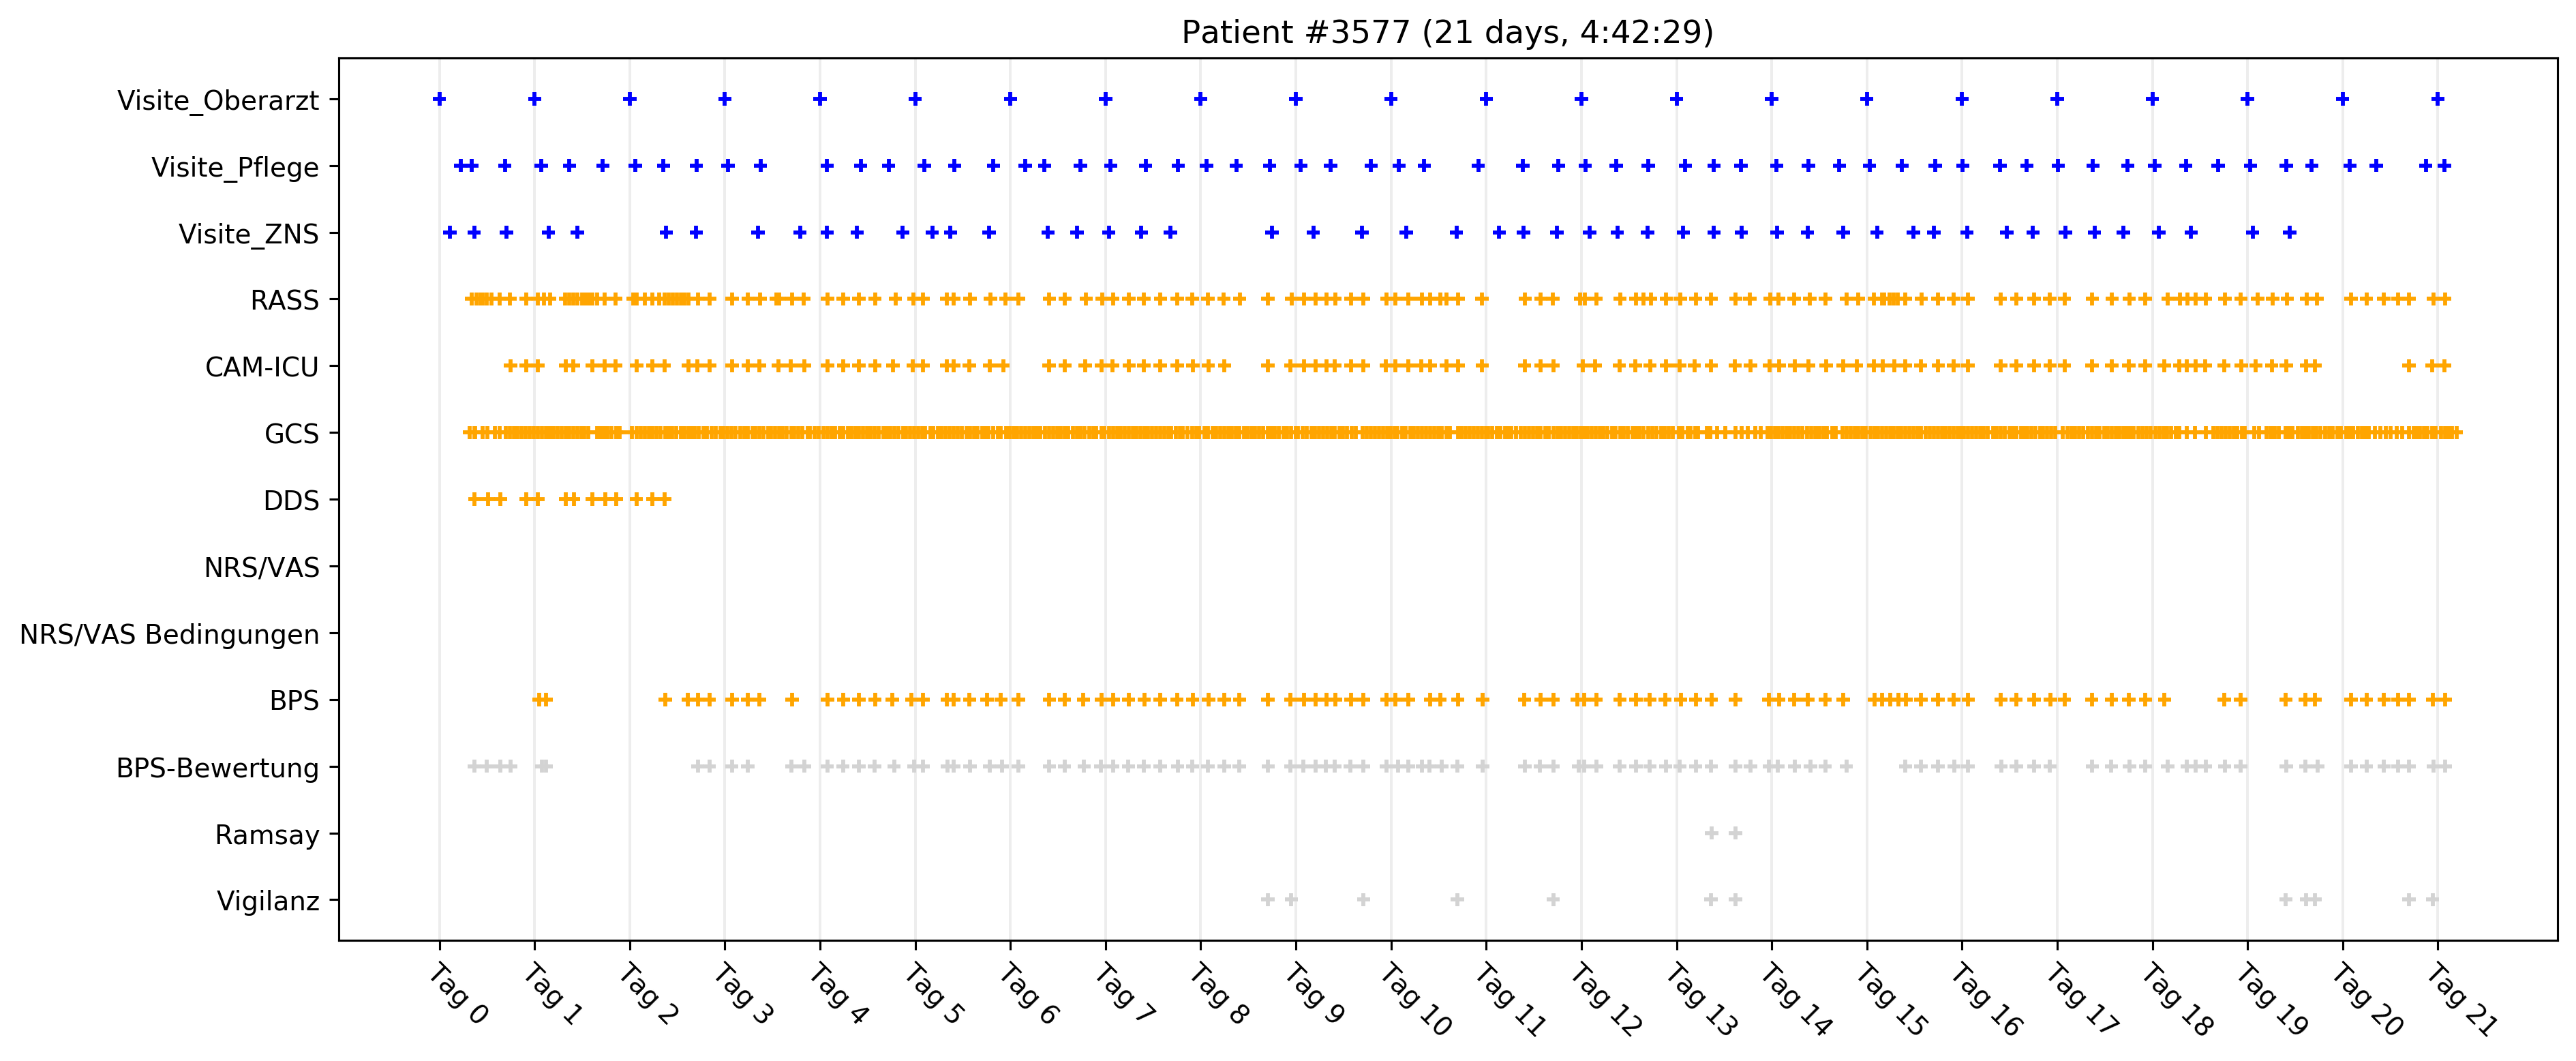 Patient #3577 (21 days, 4:42:29)
Visite_Oberarzt
Visite_Pflege
Visite_ZNS
RASS
CAM-ICU
GCS
DDS
NRS/VAS
NRS/VAS Bedingungen
BPS
BPS-Bewertung
Ramsay
Vigilanz
Tag 0
Tag 1
Tag 2
Tag 3
Tag 4
Tag 5
Tag 6
Tag 7
Tag 8
Tag 9
Tag 10
Tag 11
Tag 12
Tag 13
Tag 14
Tag 15
Tag 16
Tag 17
Tag 18
Tag 19
Tag 20
Tag 21